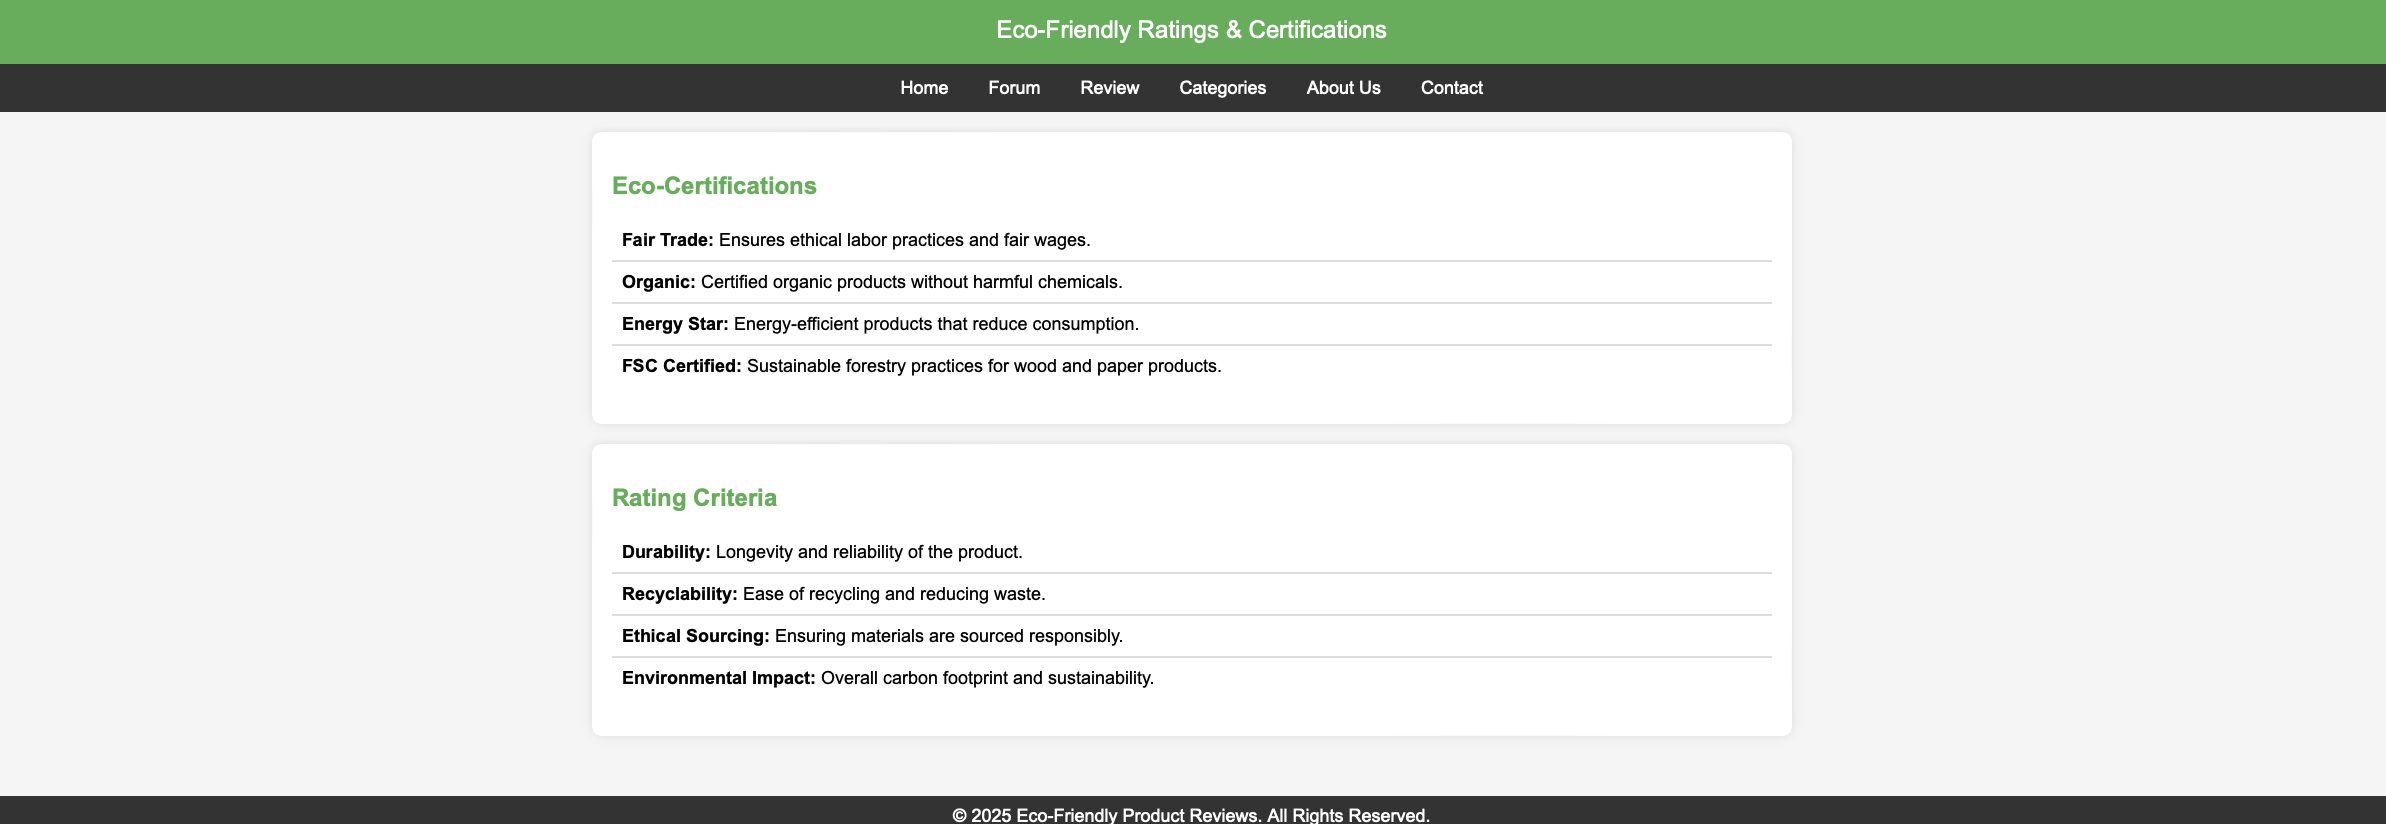 Eco-Friendly Ratings & Certifications
Home Forum Review Categories About Us Contact
Eco-Certifications
Fair Trade: Ensures ethical labor practices and fair wages.
Organic: Certified organic products without harmful chemicals.
Energy Star: Energy-efficient products that reduce consumption.
FSC Certified: Sustainable forestry practices for wood and paper products.
Rating Criteria
Durability: Longevity and reliability of the product.
Recyclability: Ease of recycling and reducing waste.
Ethical Sourcing: Ensuring materials are sourced responsibly.
Environmental Impact: Overall carbon footprint and sustainability.
© 2025 Eco-Friendly Product Reviews. All Rights Reserved.